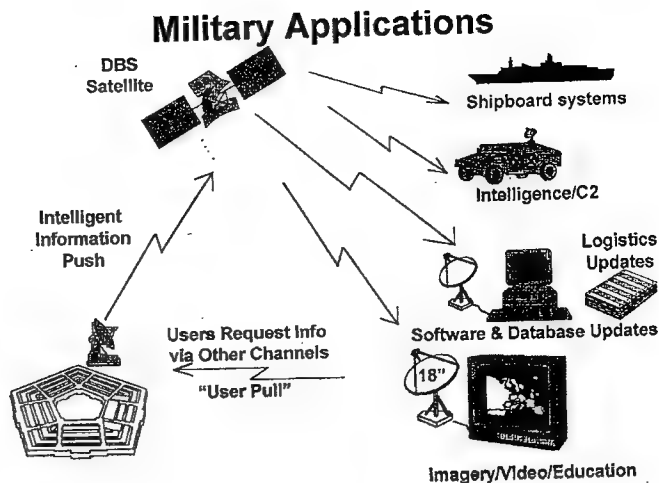 Military Applications
DBS
Satellite
Shipboard systems
Intelligence/C2
Intelligent
Information
Push
Logistics
Updates
Software & Database Updates
Users Request Info
via Other Channels
"User Pull"
18"
Imagery/Video/Education